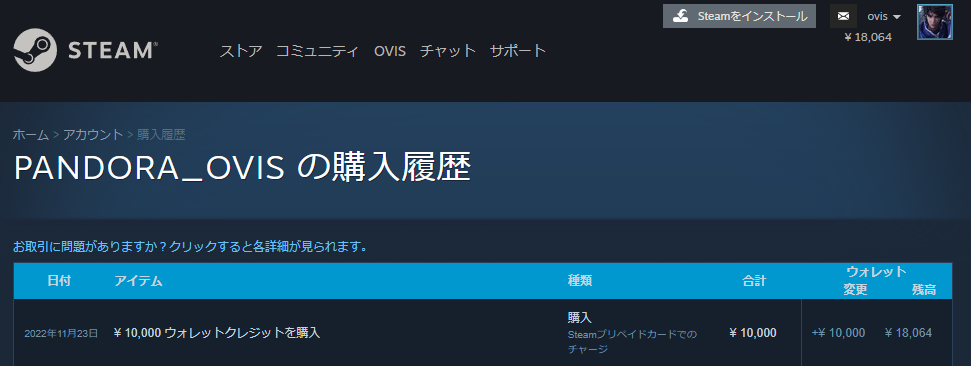 Steamをインストール
ovis
¥ 18,064
STEAM®
ストア コミュニティ OVIS チャット サポート
ホーム > アカウント > 購入履歴
PANDORA_OVIS の購入履歴
お取引に問題がありますか？クリックすると各詳細が見られます。
日付 アイテム 種類 合計 ウォレット
変更 残高
2022年11月23日 ¥ 10,000 ウォレットクレジットを購入 購入 ¥ 10,000 +¥ 10,000 ¥ 18,064
Steamプリペイドカードでの
チャージ